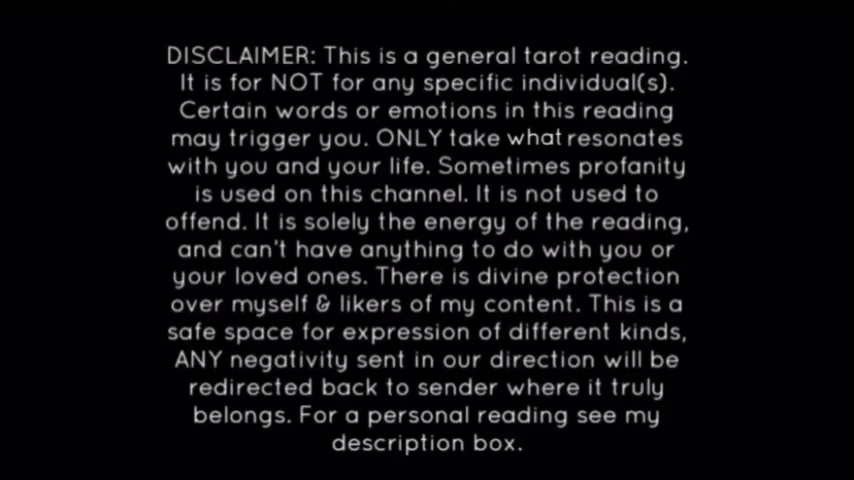 DISCLAIMER: This is a general tarot reading.
It is for NOT for any specific individual(s).
Certain words or emotions in this reading
may trigger you. ONLY take what resonates
with you and your life. Sometimes profanity
is used on this channel. It is not used to
offend. It is solely the energy of the reading,
and can't have anything to do with you or
your loved ones. There is divine protection
over myself & likers of my content. This is a
safe space for expression of different kinds,
ANY negativity sent in our direction will be
redirected back to sender where it truly
belongs. For a personal reading see my
description box.